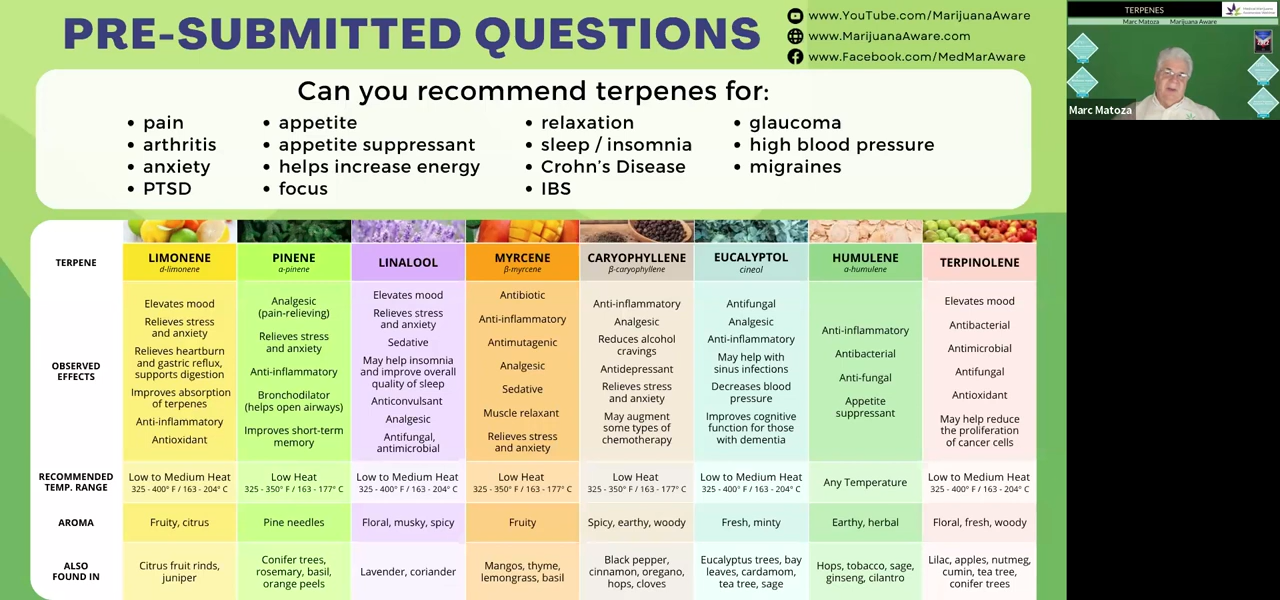 PRE-SUBMITTED QUESTIONS
www.YouTube.com/MarijuanaAware
www.MarijuanaAware.com
www.Facebook.com/MedMarAware
TERPENES
Marc Matoza Marijuana Aware
Marc Matoza
Can you recommend terpenes for:
• pain
• arthritis
• anxiety
• PTSD
• appetite
• appetite suppressant
• helps increase energy
• focus
• relaxation
• sleep / insomnia
• Crohn's Disease
• IBS
• glaucoma
• high blood pressure
• migraines
TERPENE
LIMONENE
d-limonene
PINENE
α-pinene
LINALOOL
MYRCENE
β-myrcene
CARYOPHYLLENE
β-caryophyllene
EUCALYPTOL
cineol
HUMULENE
α-humulene
TERPINOLENE
OBSERVED
EFFECTS
Elevates mood
Relieves stress
and anxiety
Relieves heartburn
and gastric reflux,
supports digestion
Improves absorption
of terpenes
Anti-inflammatory
Antioxidant
Analgesic
(pain-relieving)
Relieves stress
and anxiety
Anti-inflammatory
Bronchodilator
(helps open airways)
Improves short-term
memory
Elevates mood
Relieves stress
and anxiety
Sedative
May help insomnia
and improve overall
quality of sleep
Anticonvulsant
Analgesic
Antifungal,
antimicrobial
Antibiotic
Anti-inflammatory
Antimutagenic
Analgesic
Sedative
Muscle relaxant
Relieves stress
and anxiety
Anti-inflammatory
Analgesic
Reduces alcohol
cravings
Antidepressant
Relieves stress
and anxiety
May augment
some types of
chemotherapy
Antifungal
Analgesic
Anti-inflammatory
May help with
sinus infections
Decreases blood
pressure
Improves cognitive
function for those
with dementia
Anti-inflammatory
Antibacterial
Anti-fungal
Appetite
suppressant
Elevates mood
Antibacterial
Antimicrobial
Antifungal
Antioxidant
May help reduce
the proliferation
of cancer cells
RECOMMENDED
TEMP. RANGE
Low to Medium Heat
325 - 400° F / 163 - 204° C
Low Heat
325 - 350° F / 163 - 177° C
Low to Medium Heat
325 - 400° F / 163 - 204° C
Low Heat
325 - 350° F / 163 - 177° C
Low Heat
325 - 350° F / 163 - 177° C
Low to Medium Heat
325 - 400° F / 163 - 204° C
Any Temperature
Low to Medium Heat
325 - 400° F / 163 - 204° C
AROMA
Fruity, citrus
Pine needles
Floral, musky, spicy
Fruity
Spicy, earthy, woody
Fresh, minty
Earthy, herbal
Floral, fresh, woody
ALSO
FOUND IN
Citrus fruit rinds,
juniper
Conifer trees,
rosemary, basil,
orange peels
Lavender, coriander
Mangos, thyme,
lemongrass, basil
Black pepper,
cinnamon, oregano,
hops, cloves
Eucalyptus trees, bay
leaves, cardamom,
tea tree, sage
Hops, tobacco, sage,
ginseng, cilantro
Lilac, apples, nutmeg,
cumin, tea tree,
conifer trees